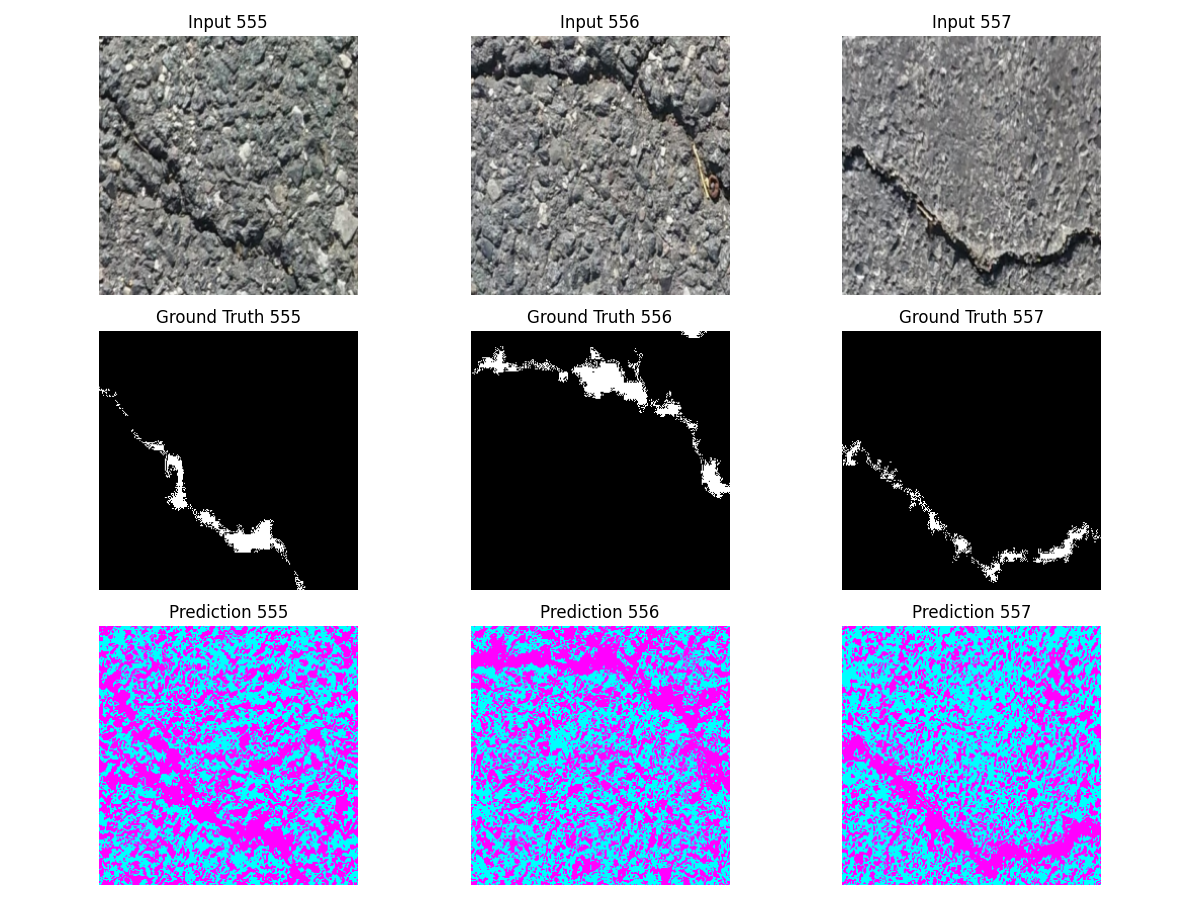 Input 555
Input 556
Input 557
Ground Truth 555
Ground Truth 556
Ground Truth 557
Prediction 555
Prediction 556
Prediction 557